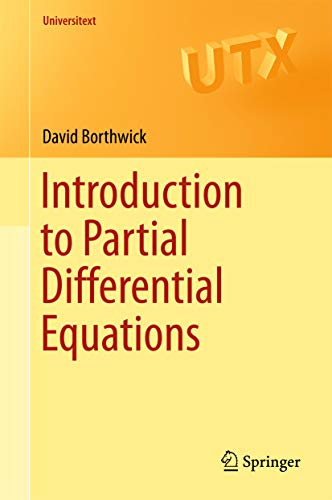 Universitext
UTX
David Borthwick
Introduction
to Partial
Differential
Equations
Springer